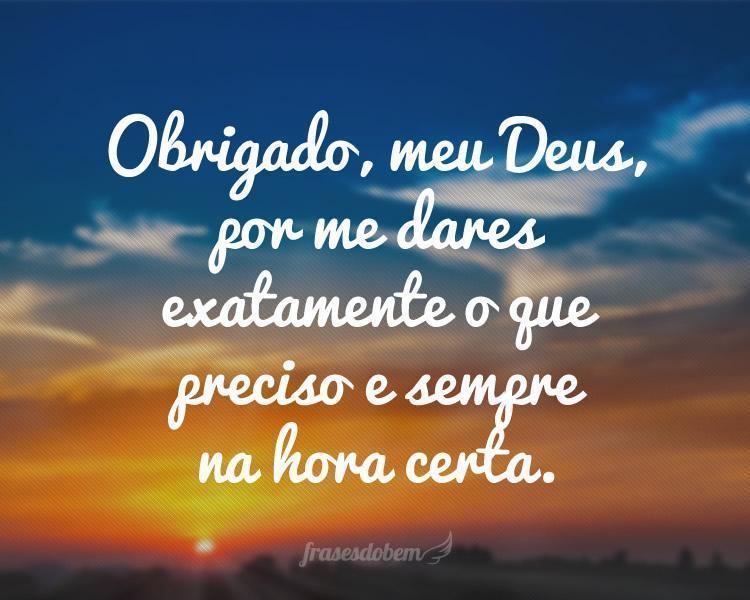 Obrigado, meu Deus,
por me dares
exatamente o que
preciso e sempre
na hora certa.
frasesdobem